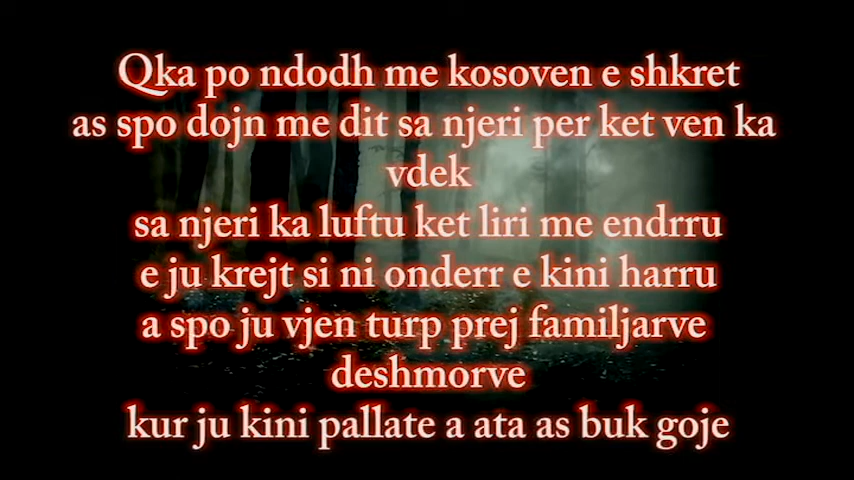 Qka po ndodh me kosoven e shkret
as spo dojn me dit sa njeri per ket ven ka
vdek
sa njeri ka luftu ket liri me endrru
e ju krejt si ni onderr e kini harru
a spo ju vjen turp prej familjarve
deshmorve
kur ju kini pallate a ata as buk goje